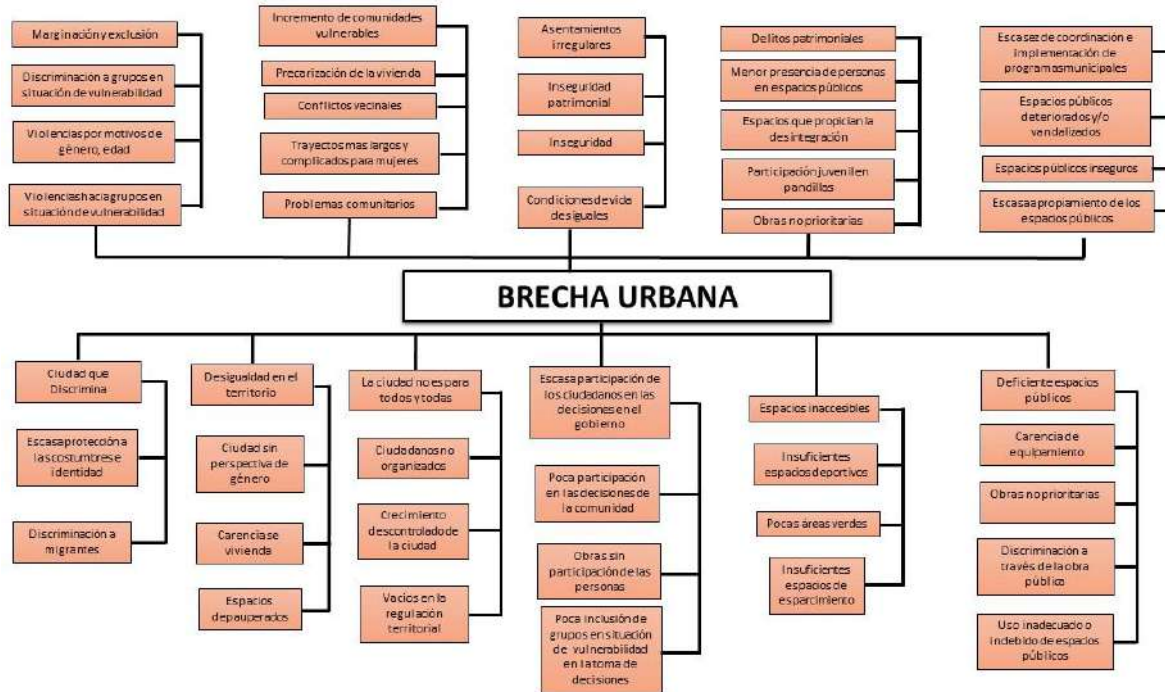 Marginación y exclusión
Discriminación a grupos en
situación de vulnerabilidad
Violencias por motivos de
género, edad
Violencias hacia grupos en
situación de vulnerabilidad
Incremento de comunidades
vulnerables
Precarización de la vivienda
Conflictos vecinales
Trayectos mas largos y
complicados para mujeres
Problemas comunitarios
Asentamientos
irregulares
Inseguridad
patrimonial
Inseguridad
Condiciones de vida
desiguales
Delitos patrimoniales
Menor presencia de personas
en espacios públicos
Espacios que propician la
desintegración
Participación juvenil en
pandillas
Obras no prioritarias
Escasez de coordinación e
implementación de
programas municipales
Espacios públicos
deteriorados y/o
vandalizados
Espacios públicos inseguros
Escasa apropiamiento de los
espacios públicos
BRECHA URBANA
Ciudad que
Discrimina
Escasa protección a
las costumbres e
identidad
Discriminación a
migrantes
Desigualdad en el
territorio
Ciudad sin
perspectiva de
género
Carencia se
vivienda
Espacios
depauperados
La ciudad no es para
todos y todas
Ciudadanos no
organizados
Crecimiento
descontrolado de
la ciudad
Vacios en la
regulación
territorial
Escasa participación de
los ciudadanos en las
decisiones en el
gobierno
Poca participación
en las decisiones de
la comunidad
Obras sin
participación de las
personas
Poca inclusión de
grupos en situación
de vulnerabilidad
en la toma de
decisiones
Espacios inaccesibles
Insuficientes
espacios deportivos
Pocas áreas verdes
Insuficientes
espacios de
esparcimiento
Deficiente espacios
públicos
Carencia de
equipamiento
Obras no prioritarias
Discriminación a
través de la obra
pública
Uso inadecuado o
indebido de espacios
públicos